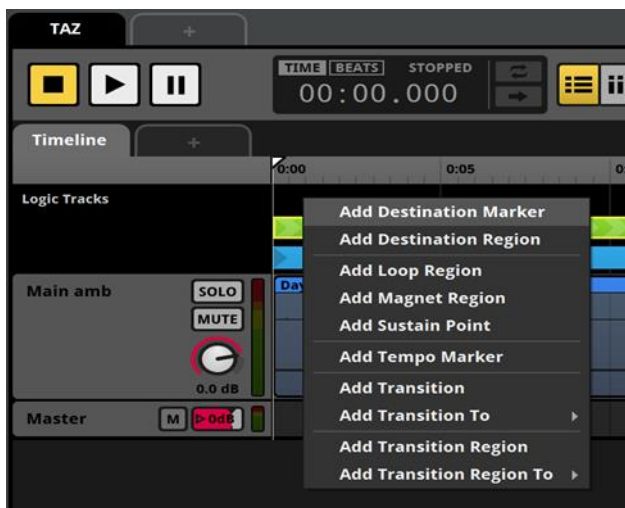 TAZ
+
TIME BEATS STOPPED
00:00.000
Timeline
+
0:00 0:05
Logic Tracks
Add Destination Marker
Add Destination Region
Add Loop Region
Add Magnet Region
Add Sustain Point
Add Tempo Marker
Add Transition
Add Transition To
Add Transition Region
Add Transition Region To
Main amb SOLO
MUTE
0.0 dB
Master M 0dB